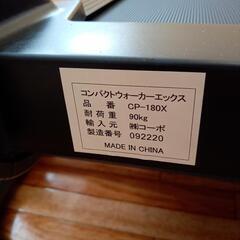 コンパクトウォーカーエックス
品 番 CP-180X
耐荷重 90kg
輸入元 ㈱コーボ
製造番号 092220
MADE IN CHINA